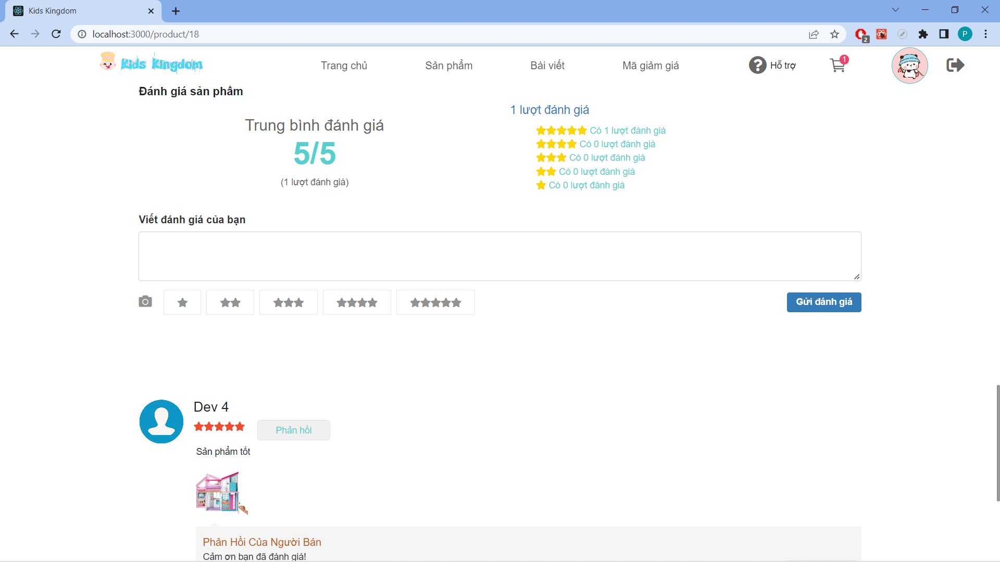 Kids Kingdom
localhost:3000/product/18
2
P
Kids Kingdom
Trang chủ
Sản phẩm
Bài viết
Mã giảm giá
? Hỗ trợ
1
Đánh giá sản phẩm
1 lượt đánh giá
Trung bình đánh giá
5/5
(1 lượt đánh giá)
Có 1 lượt đánh giá
Có 0 lượt đánh giá
Có 0 lượt đánh giá
Có 0 lượt đánh giá
Có 0 lượt đánh giá
Viết đánh giá của bạn
Gửi đánh giá
Dev 4
Phản hồi
Sản phẩm tốt
Phản Hồi Của Người Bán
Cảm ơn bạn đã đánh giá!